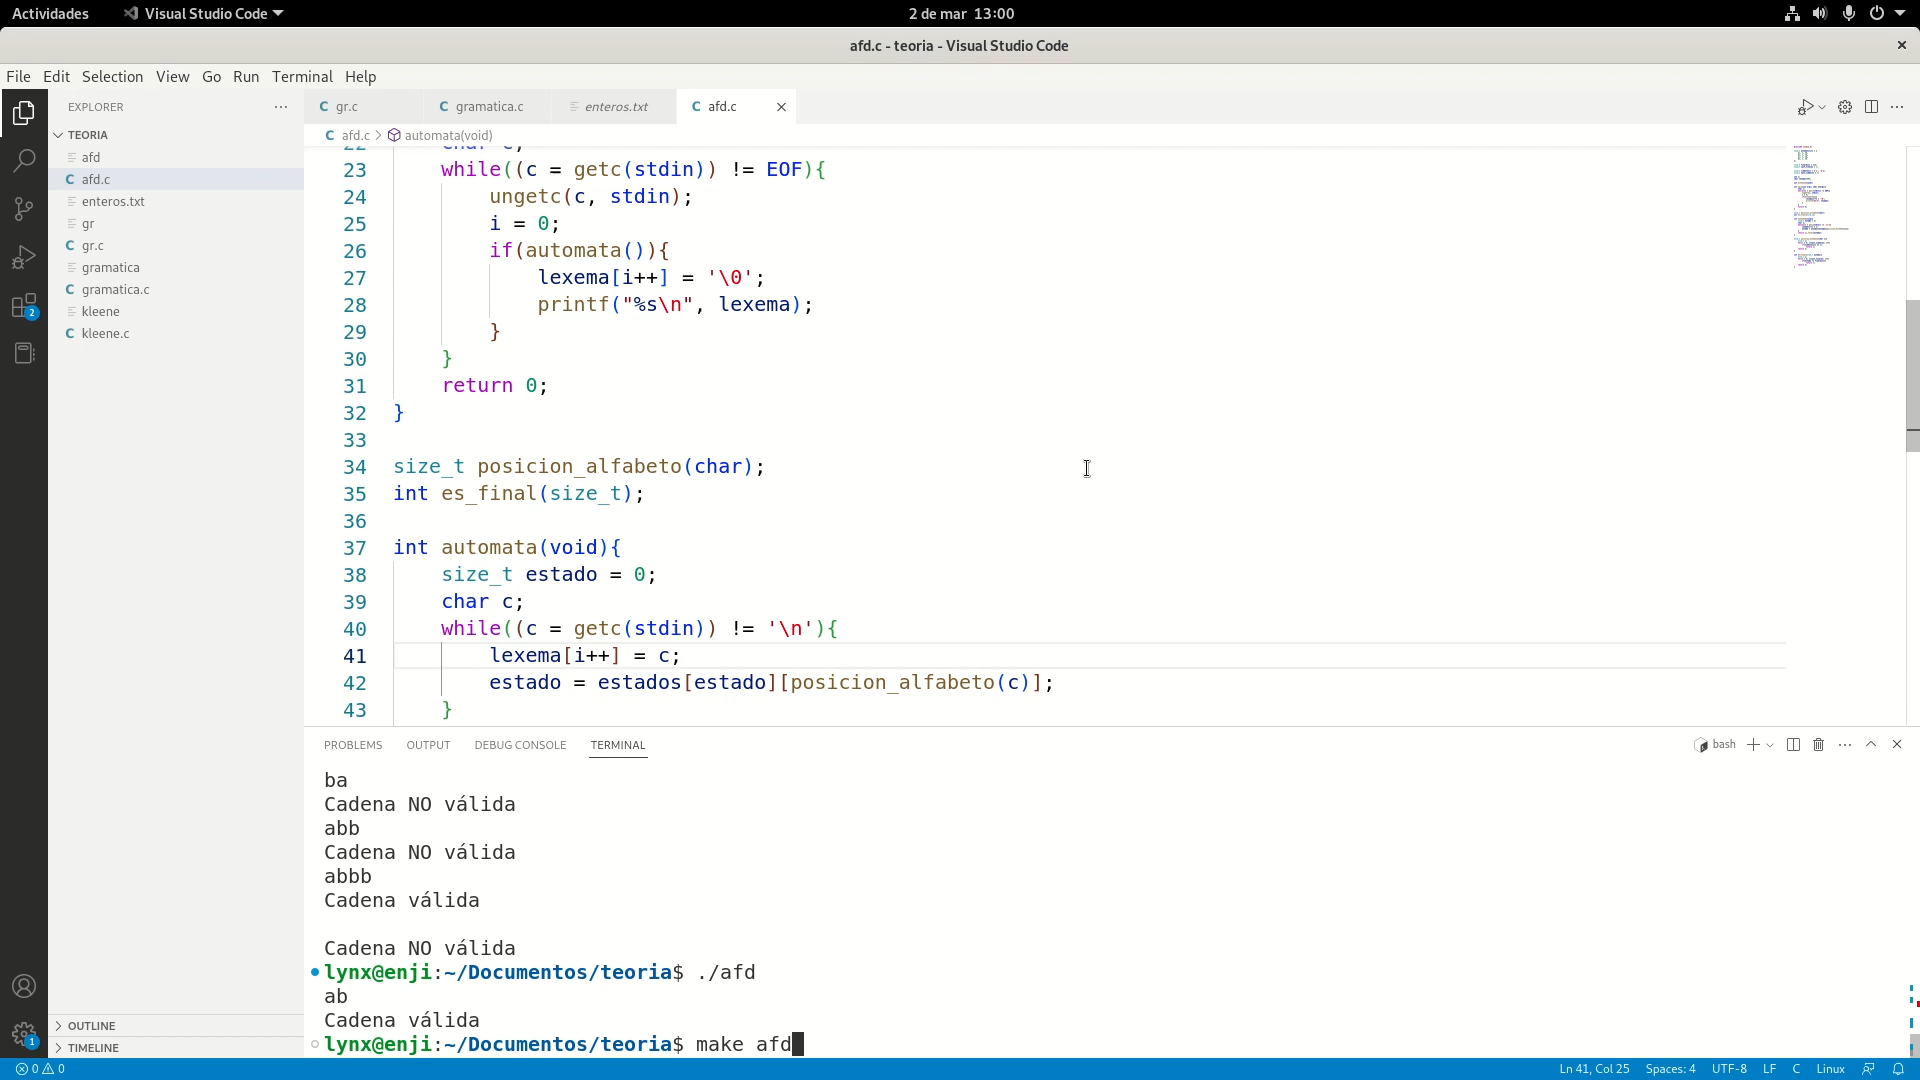 Actividades Visual Studio Code 2 de mar 13:00
afd.c - teoria - Visual Studio Code
File Edit Selection View Go Run Terminal Help
EXPLORER
TEORIA
afd
afd.c
enteros.txt
gr
gr.c
gramatica
gramatica.c
kleene
kleene.c
OUTLINE
TIMELINE
2
1
gr.c gramatica.c enteros.txt afd.c
afd.c > automata(void)
23 while((c = getc(stdin)) != EOF){
24 ungetc(c, stdin);
25 i = 0;
26 if(automata()){
27 lexema[i++] = '\0';
28 printf("%s\n", lexema);
29 }
30 }
31 return 0;
32 }
33
34 size_t posicion_alfabeto(char);
35 int es_final(size_t);
36
37 int automata(void){
38 size_t estado = 0;
39 char c;
40 while((c = getc(stdin)) != '\n'){
41 lexema[i++] = c;
42 estado = estados[estado][posicion_alfabeto(c)];
43 }
PROBLEMS OUTPUT DEBUG CONSOLE TERMINAL bash
ba
Cadena NO válida
abb
Cadena NO válida
abbb
Cadena válida
Cadena NO válida
lynx@enji:~/Documentos/teoria$ ./afd
ab
Cadena válida
lynx@enji:~/Documentos/teoria$ make afd
0 0 Ln 41, Col 25 Spaces: 4 UTF-8 LF C Linux